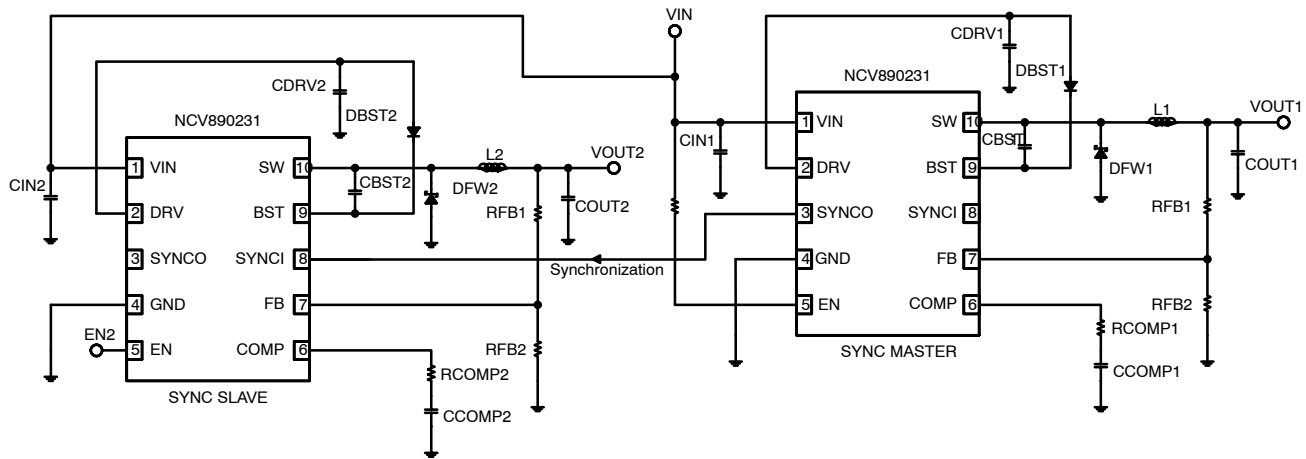 VIN
CDRV2
DBST2
NCV890231
1 VIN SW 10
2 DRV BST 9
3 SYNCO SYNCI 8
4 GND FB 7
5 EN COMP 6
SYNC SLAVE
CIN2
EN2
CBST2
DFW2
L2
VOUT2
COUT2
RFB1
RFB2
RCOMP2
CCOMP2
Synchronization
CDRV1
DBST1
NCV890231
1 VIN SW 10
2 DRV BST 9
3 SYNCO SYNCI 8
4 GND FB 7
5 EN COMP 6
SYNC MASTER
CIN1
CBST
DFW1
L1
VOUT1
COUT1
RFB1
RFB2
RCOMP1
CCOMP1